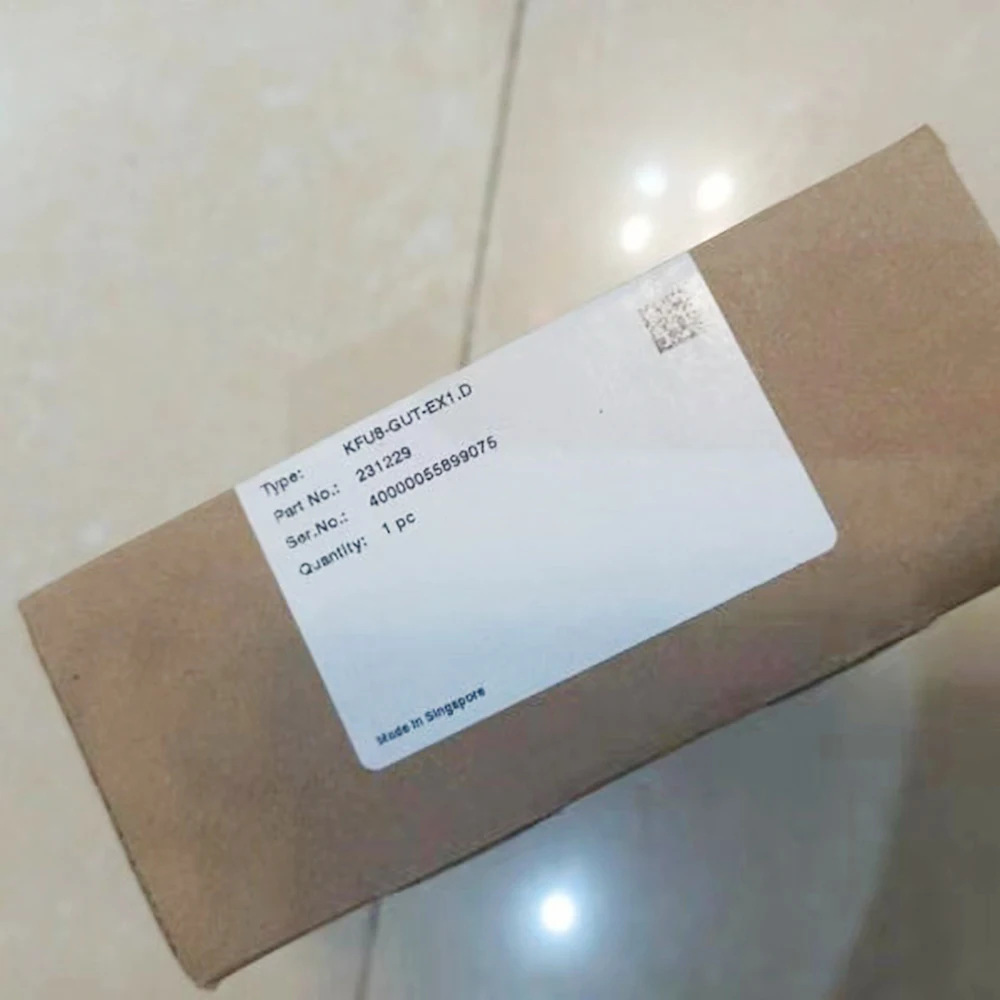 Type: KFU8-GUT-EX1.D
Part No.: 231229
Ser.No.: 40000055899075
Quantity: 1 pc
Made in Singapore